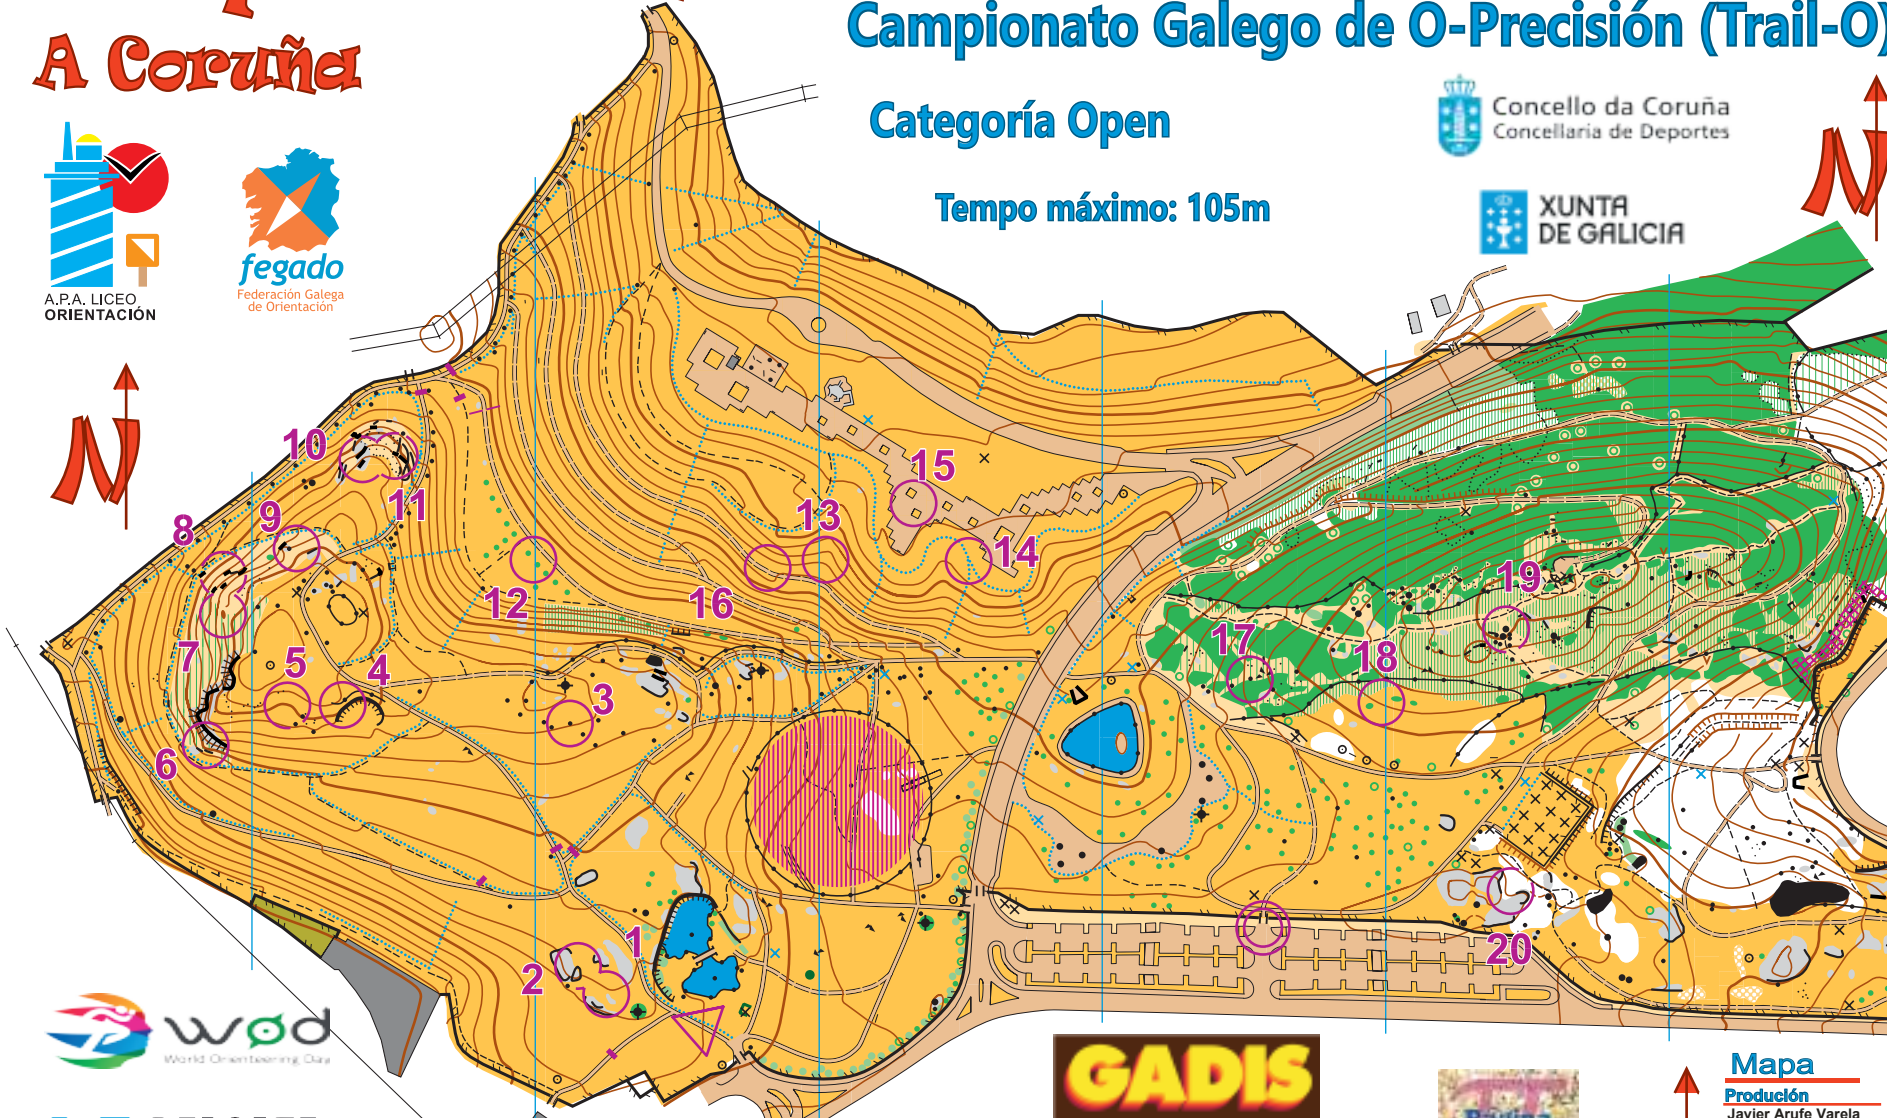 Campionato Galego de O-Precisión (Trail-O)
A Coruña
Categoría Open
Tempo máximo: 105m
Concello da Coruña
Concellaría de Deportes
XUNTA
DE GALICIA
N
A.P.A. LICEO
ORIENTACIÓN
fegado
Federación Galega
de Orientación
N
10
11
15
13
14
8
9
12
16
19
7
5
4
3
17
18
6
1
2
20
wod
World Orienteering Day
GADIS
Mapa
Produción
Javier Arufe Varela